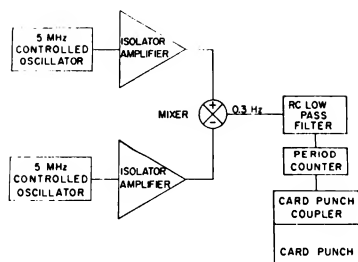 5 MHz
CONTROLLED
OSCILLATOR
ISOLATOR
AMPLIFIER
MIXER
+
−
0.3 Hz
RC LOW
PASS
FILTER
PERIOD
COUNTER
5 MHz
CONTROLLED
OSCILLATOR
ISOLATOR
AMPLIFIER
CARD PUNCH
COUPLER
CARD PUNCH